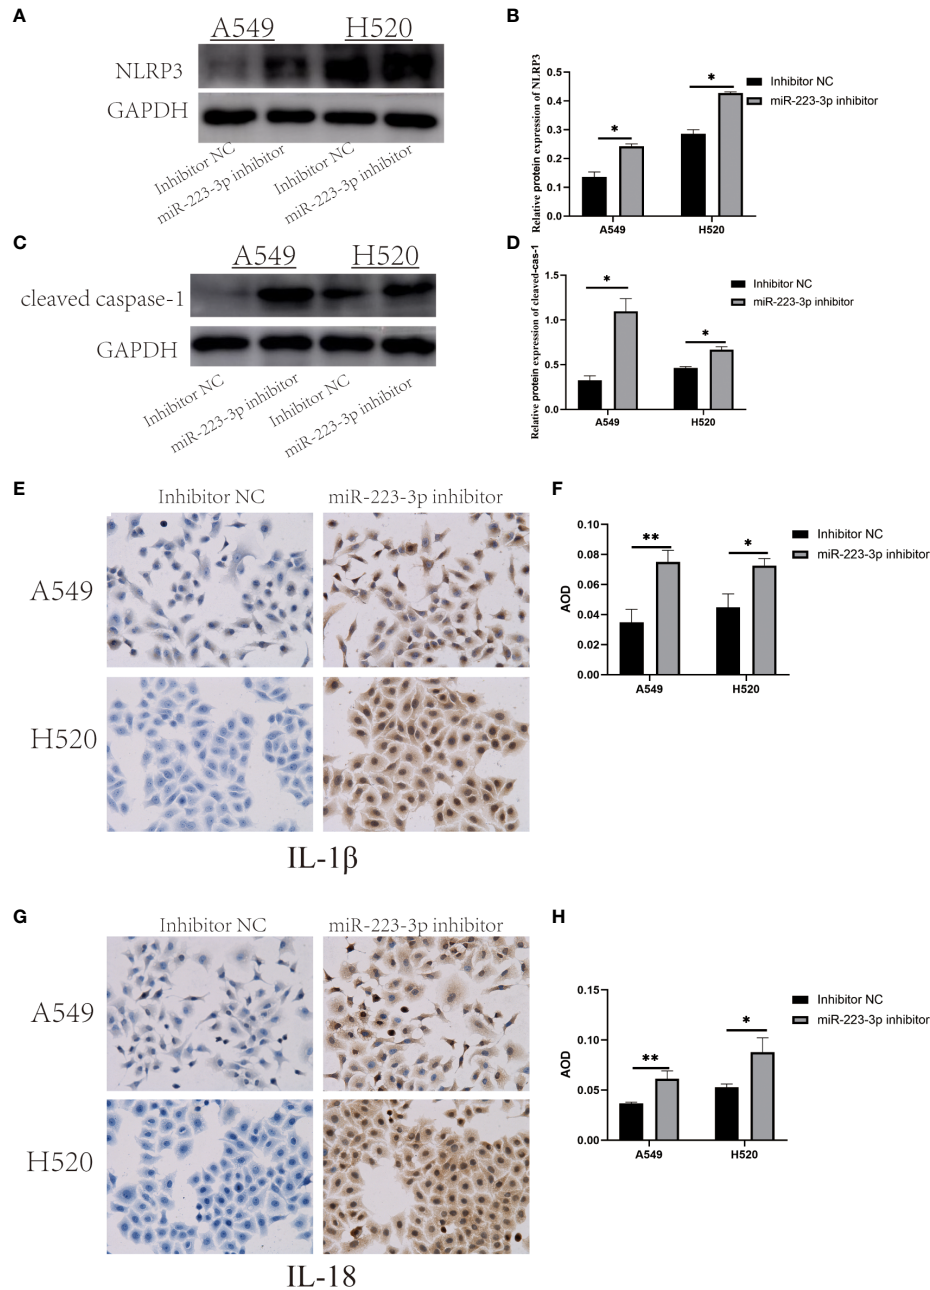 A
A549
H520
NLRP3
GAPDH
Inhibitor NC
miR-223-3p inhibitor
Inhibitor NC
miR-223-3p inhibitor
B
Relative protein expression of NLRP3
0.5
0.4
0.3
0.2
0.1
0.0
*
*
A549
H520
Inhibitor NC
miR-223-3p inhibitor
C
A549
H520
cleaved caspase-1
GAPDH
Inhibitor NC
miR-223-3p inhibitor
Inhibitor NC
miR-223-3p inhibitor
D
Relative protein expression of cleaved-cas-1
1.5
1.0
0.5
0.0
*
*
A549
H520
Inhibitor NC
miR-223-3p inhibitor
E
Inhibitor NC
miR-223-3p inhibitor
A549
H520
IL-1β
F
AOD
0.10
0.08
0.06
0.04
0.02
0.00
**
*
A549
H520
Inhibitor NC
miR-223-3p inhibitor
G
Inhibitor NC
miR-223-3p inhibitor
A549
H520
IL-18
H
AOD
0.15
0.10
0.05
0.00
**
*
A549
H520
Inhibitor NC
miR-223-3p inhibitor